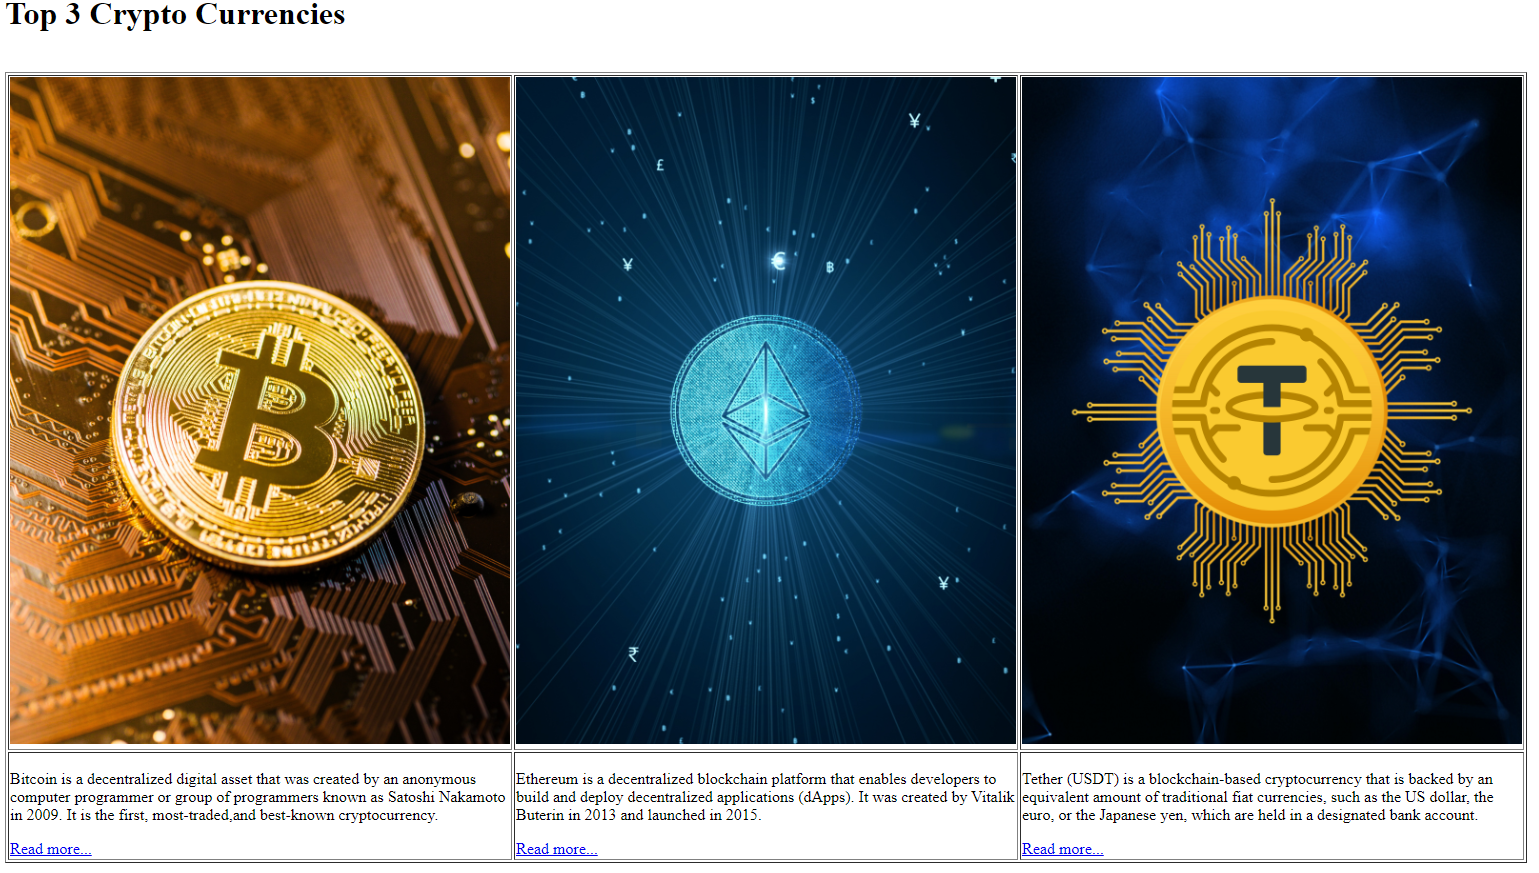 Top 3 Crypto Currencies
Bitcoin is a decentralized digital asset that was created by an anonymous
computer programmer or group of programmers known as Satoshi Nakamoto
in 2009. It is the first, most-traded,and best-known cryptocurrency.
Read more...
Ethereum is a decentralized blockchain platform that enables developers to
build and deploy decentralized applications (dApps). It was created by Vitalik
Buterin in 2013 and launched in 2015.
Read more...
Tether (USDT) is a blockchain-based cryptocurrency that is backed by an
equivalent amount of traditional fiat currencies, such as the US dollar, the
euro, or the Japanese yen, which are held in a designated bank account.
Read more...